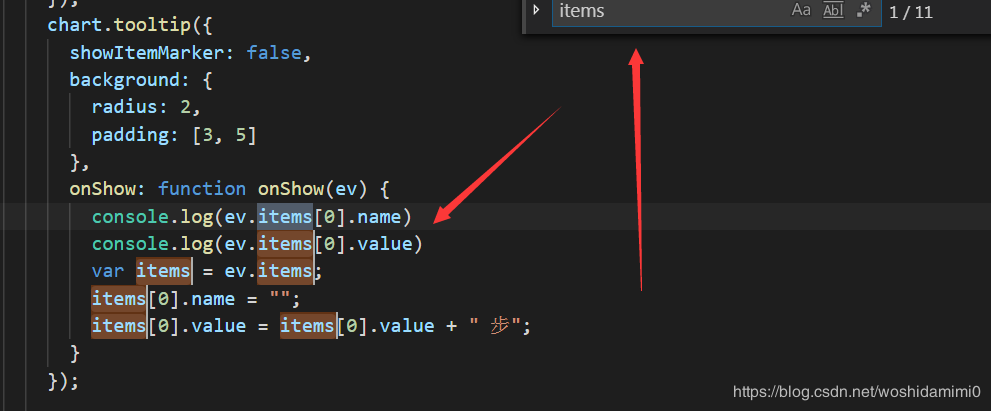 });
items Aa Abl .* 1 / 11
chart.tooltip({
showItemMarker: false,
background: {
radius: 2,
padding: [3, 5]
},
onShow: function onShow(ev) {
console.log(ev.items[0].name)
console.log(ev.items[0].value)
var items = ev.items;
items[0].name = "";
items[0].value = items[0].value + " 步";
}
});
https://blog.csdn.net/woshidamimi0